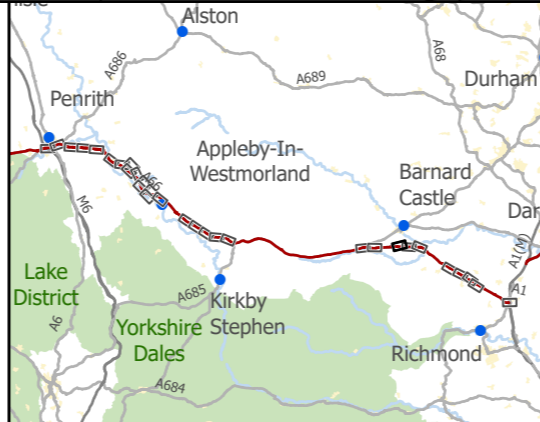 Alston
A686
A68
A689
Durham
Penrith
Appleby-In-
Westmorland
A66
Barnard
Castle
M6
A1(M)
Lake
District
A685
Kirkby
Stephen
A1
A6
Yorkshire
Dales
Richmond
A684